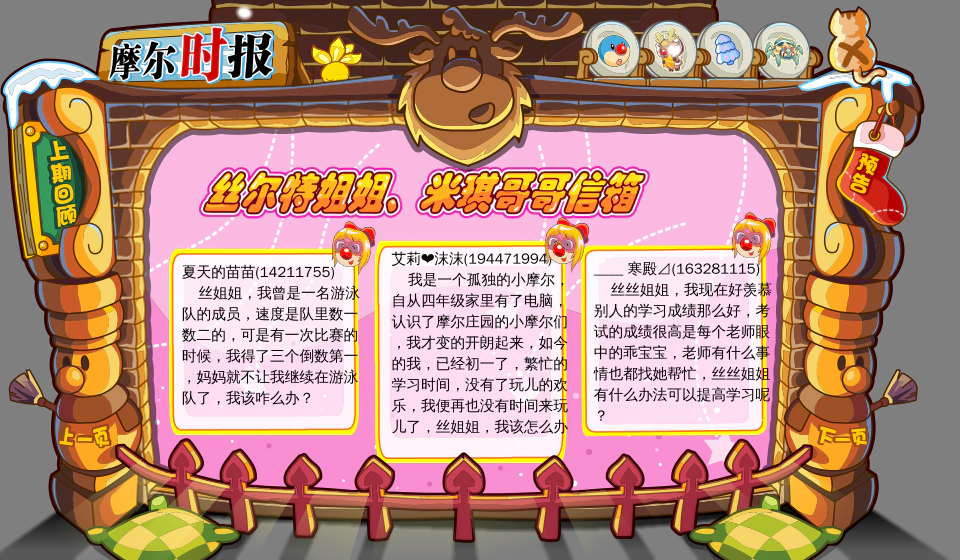 摩尔时报
上期回顾
预告
丝尔特姐姐、米琪哥哥信箱
夏天的苗苗(14211755)
丝姐姐，我曾是一名游泳
队的成员，速度是队里数一
数二的，可是有一次比赛的
时候，我得了三个倒数第一
，妈妈就不让我继续在游泳
队了，我该咋么办？
艾莉❤沫沫(194471994)
我是一个孤独的小摩尔，
自从四年级家里有了电脑，
认识了摩尔庄园的小摩尔们
，我才变的开朗起来，如今
的我，已经初一了，繁忙的
学习时间，没有了玩儿的欢
乐，我便再也没有时间来玩
儿了，丝姐姐，我该怎么办
____ 寒殿⊿(163281115)
丝丝姐姐，我现在好羡慕
别人的学习成绩那么好，考
试的成绩很高是每个老师眼
中的乖宝宝，老师有什么事
情也都找她帮忙，丝丝姐姐
有什么办法可以提高学习呢
？
上一页
下一页